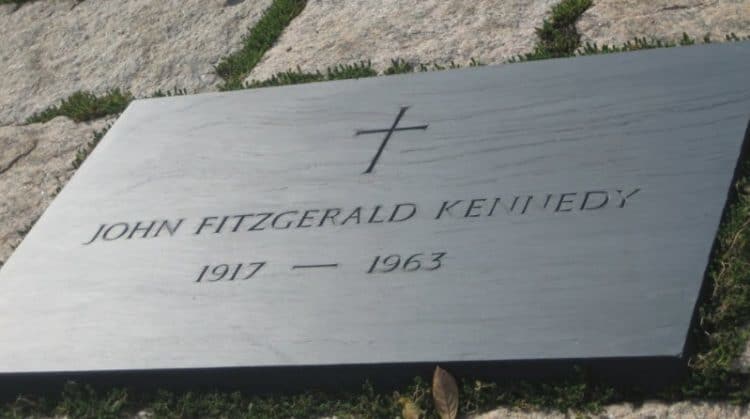 JOHN FITZGERALD KENNEDY
1917 — 1963